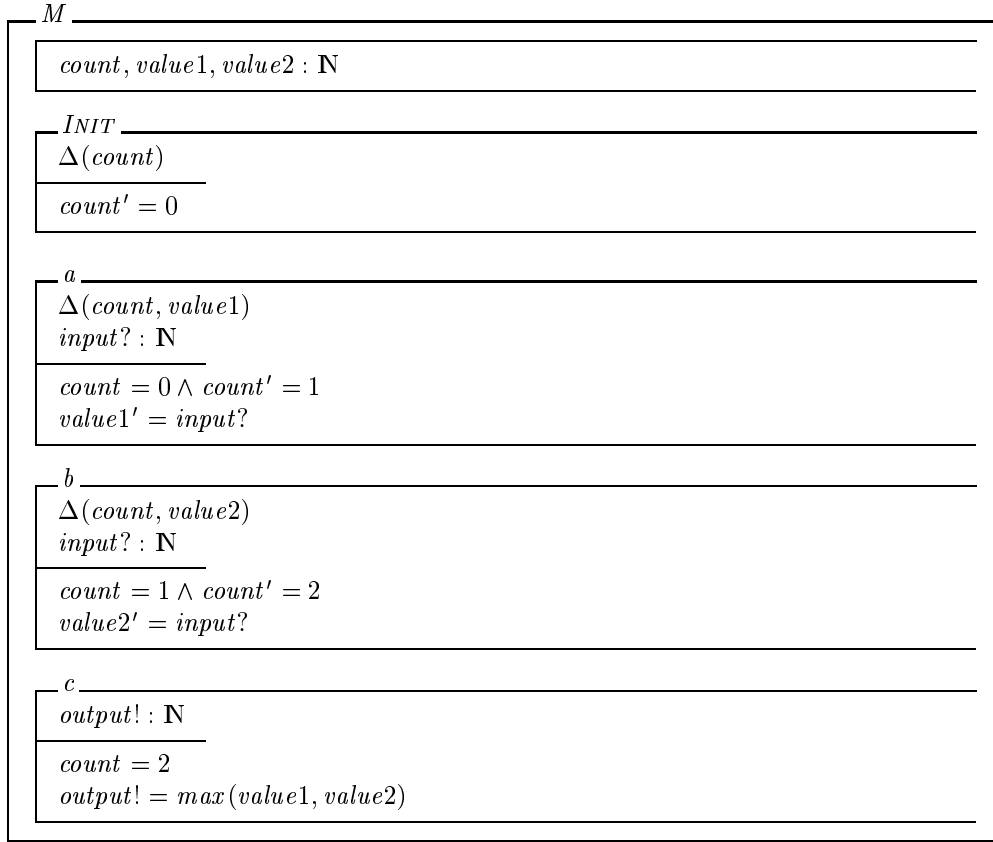 M
count, value1, value2 : ℕ
INIT
Δ(count)
count′ = 0
a
Δ(count, value1)
input? : ℕ
count = 0 ∧ count′ = 1
value1′ = input?
b
Δ(count, value2)
input? : ℕ
count = 1 ∧ count′ = 2
value2′ = input?
c
output! : ℕ
count = 2
output! = max(value1, value2)